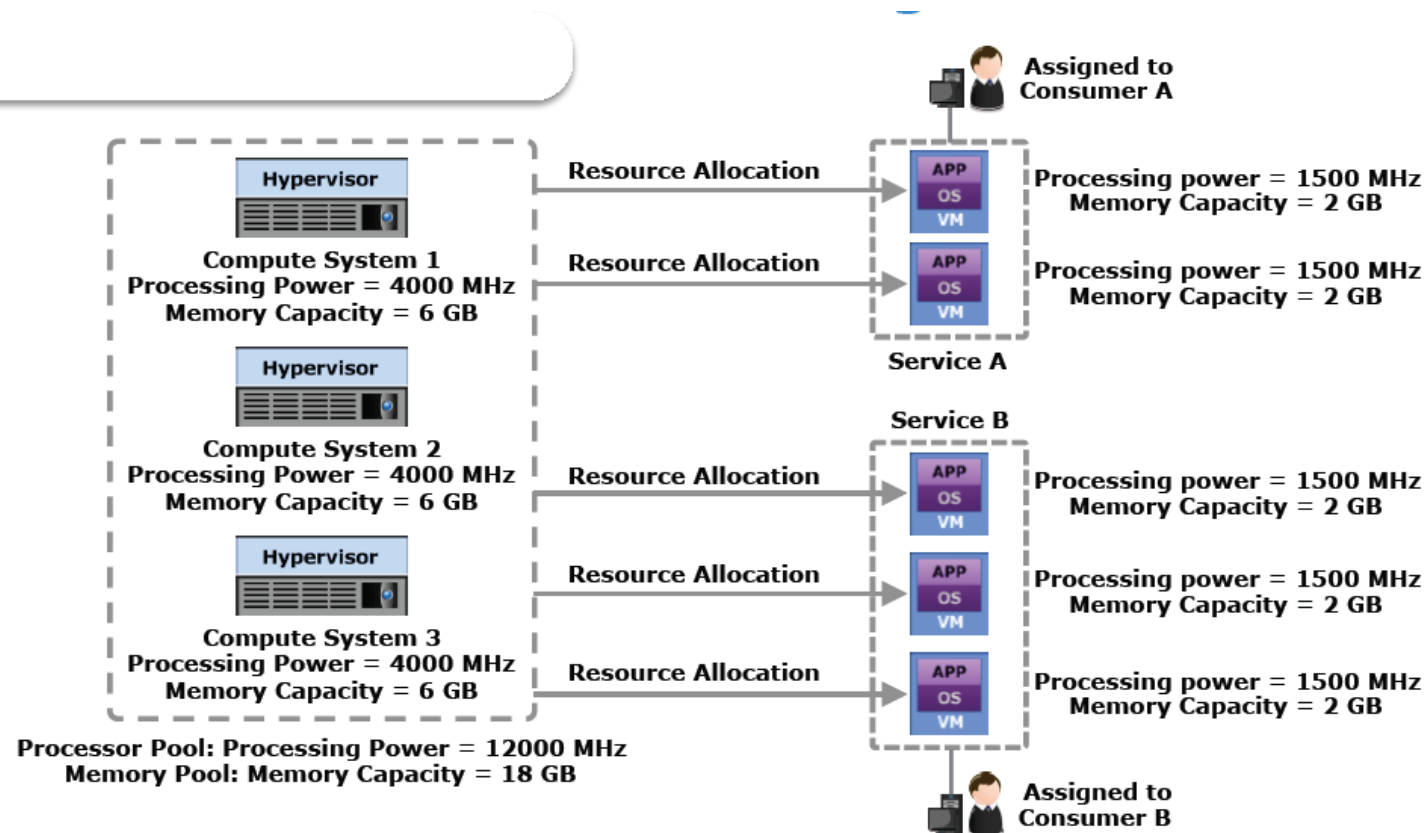 Assigned to
Consumer A
Hypervisor
Compute System 1
Processing Power = 4000 MHz
Memory Capacity = 6 GB
Hypervisor
Compute System 2
Processing Power = 4000 MHz
Memory Capacity = 6 GB
Hypervisor
Compute System 3
Processing Power = 4000 MHz
Memory Capacity = 6 GB
Processor Pool: Processing Power = 12000 MHz
Memory Pool: Memory Capacity = 18 GB
Resource Allocation
Resource Allocation
Resource Allocation
Resource Allocation
Resource Allocation
APP
OS
VM
Processing power = 1500 MHz
Memory Capacity = 2 GB
APP
OS
VM
Processing power = 1500 MHz
Memory Capacity = 2 GB
Service A
Service B
APP
OS
VM
Processing power = 1500 MHz
Memory Capacity = 2 GB
APP
OS
VM
Processing power = 1500 MHz
Memory Capacity = 2 GB
APP
OS
VM
Processing power = 1500 MHz
Memory Capacity = 2 GB
Assigned to
Consumer B